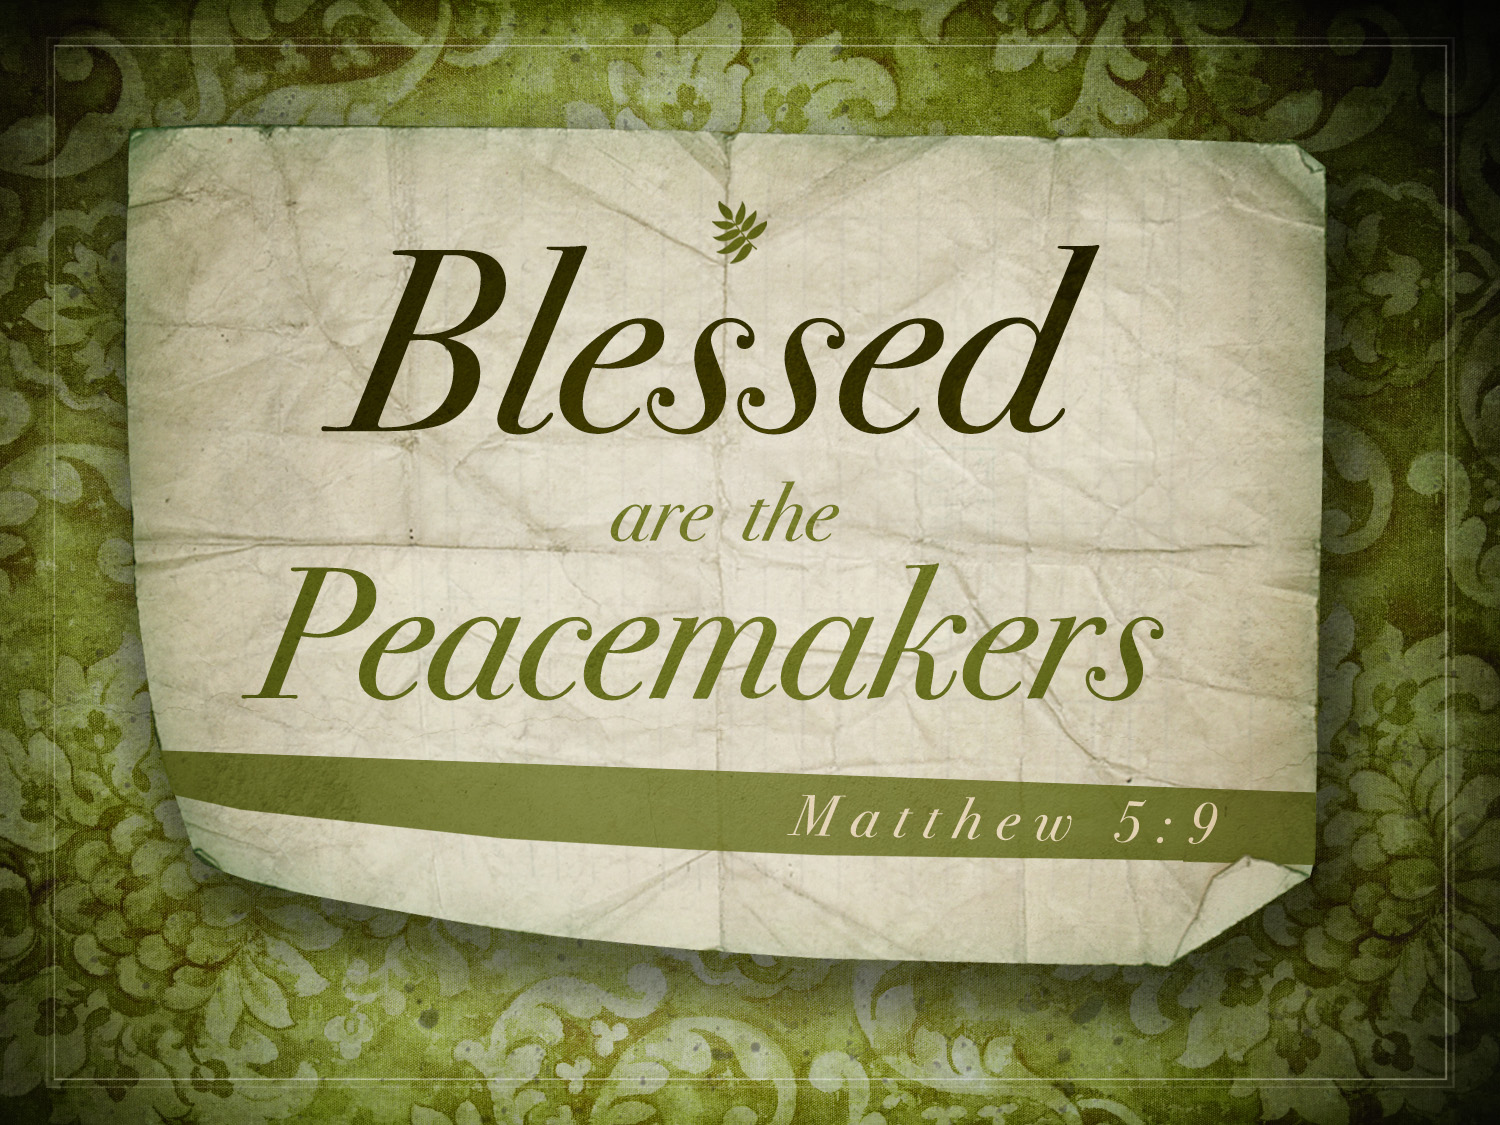 Blessed
are the
Peacemakers
Matthew 5:9